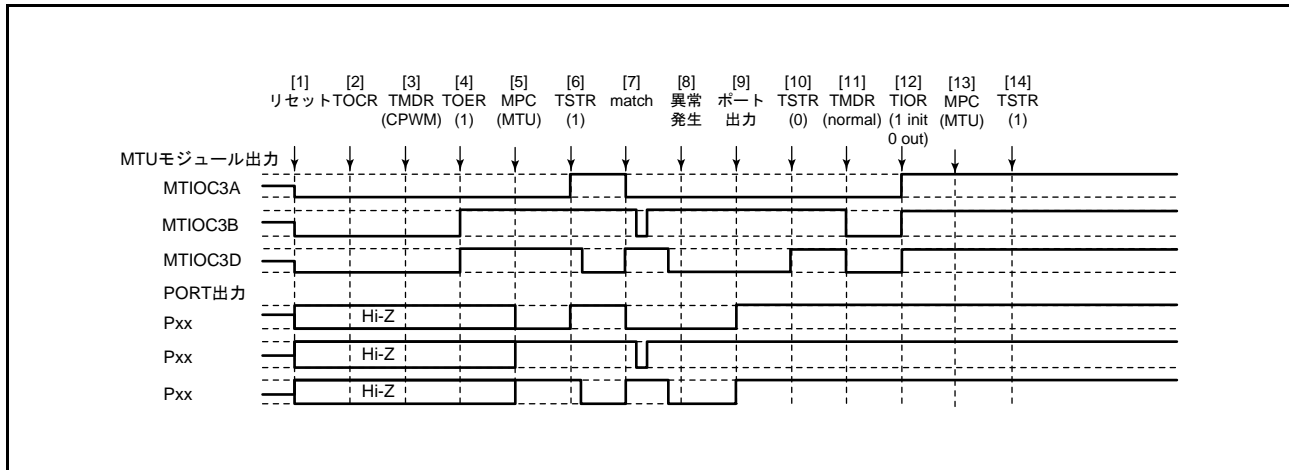 [1] [2] [3] [4] [5] [6] [7] [8] [9] [10] [11] [12] [13] [14]
リセット TOCR TMDR TOER MPC TSTR match 異常 ポート TSTR TMDR TIOR MPC TSTR
(CPWM) (1) (MTU) (1) 発生 出力 (0) (normal) (1 init (MTU) (1)
0 out)
MTUモジュール出力
MTIOC3A
MTIOC3B
MTIOC3D
PORT出力
Pxx Hi-Z
Pxx Hi-Z
Pxx Hi-Z